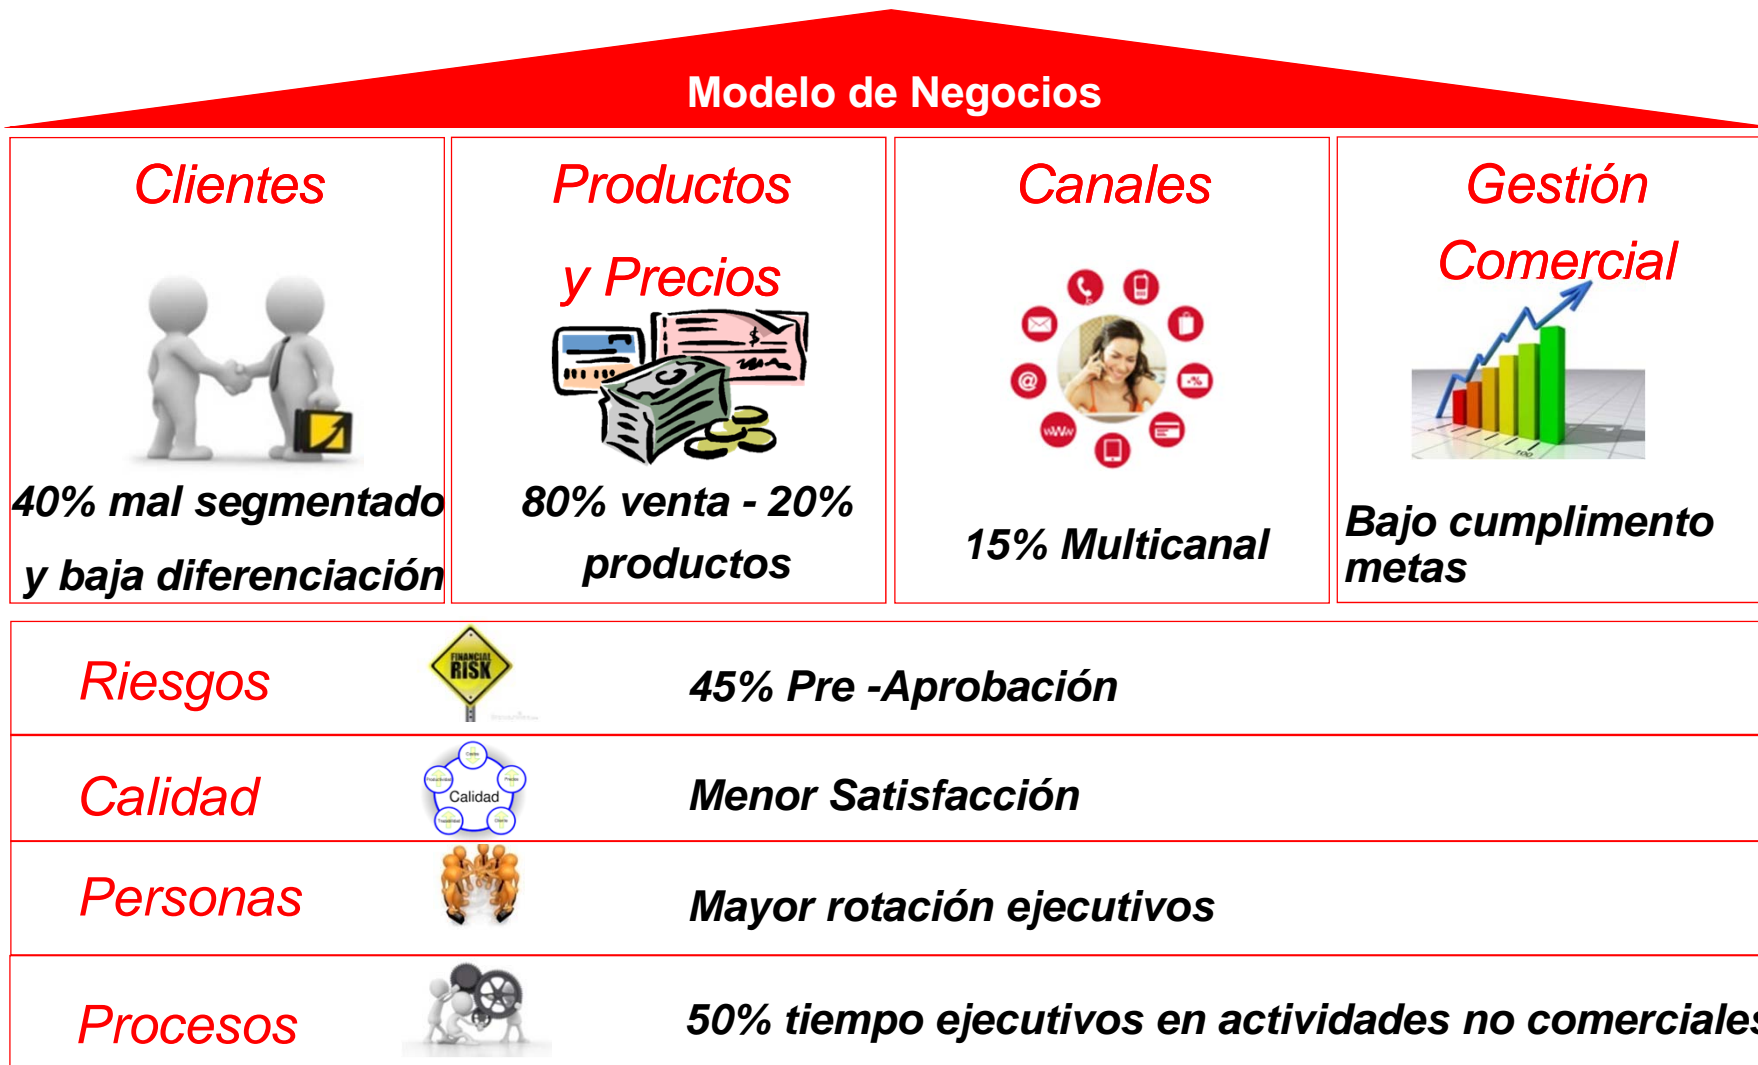 Modelo de Negocios
Clientes
40% mal segmentado
y baja diferenciación
Productos
y Precios
$
80% venta - 20%
productos
Canales
@
-%
www
15% Multicanal
Gestión
Comercial
100
Bajo cumplimento
metas
Riesgos
FINANCIAL
RISK
45% Pre -Aprobación
Calidad
Calidad
Menor Satisfacción
Personas
Mayor rotación ejecutivos
Procesos
50% tiempo ejecutivos en actividades no comerciales